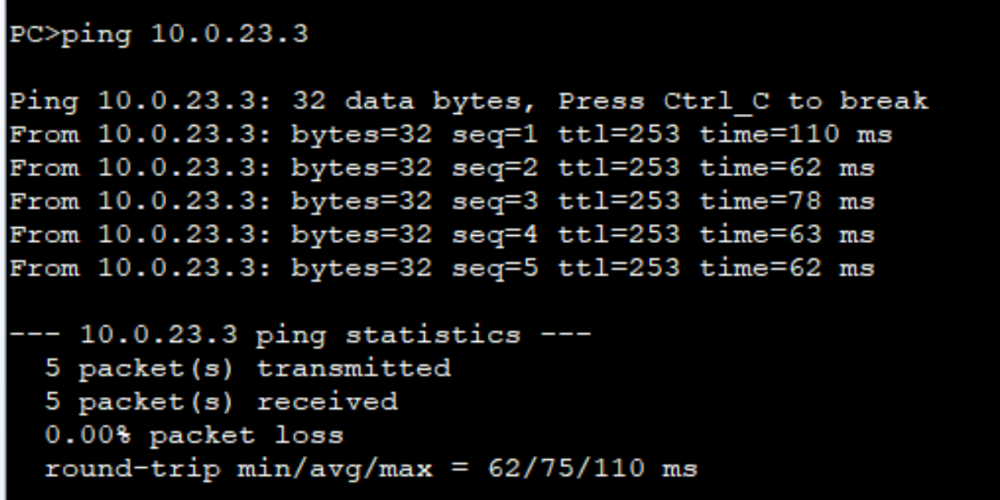 PC>ping 10.0.23.3
Ping 10.0.23.3: 32 data bytes, Press Ctrl_C to break
From 10.0.23.3: bytes=32 seq=1 ttl=253 time=110 ms
From 10.0.23.3: bytes=32 seq=2 ttl=253 time=62 ms
From 10.0.23.3: bytes=32 seq=3 ttl=253 time=78 ms
From 10.0.23.3: bytes=32 seq=4 ttl=253 time=63 ms
From 10.0.23.3: bytes=32 seq=5 ttl=253 time=62 ms
--- 10.0.23.3 ping statistics ---
5 packet(s) transmitted
5 packet(s) received
0.00% packet loss
round-trip min/avg/max = 62/75/110 ms